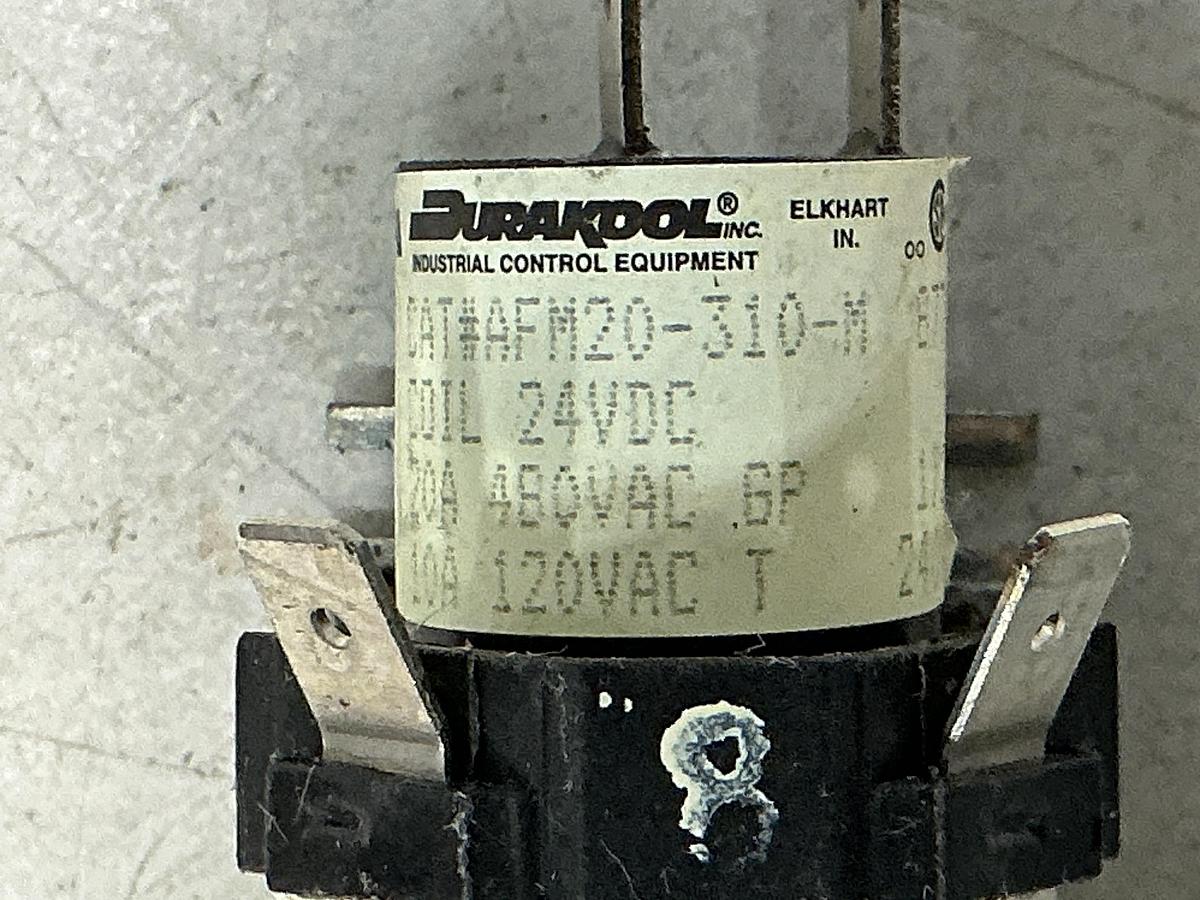 DURAKOOL® INC.
INDUSTRIAL CONTROL EQUIPMENT
ELKHART
IN.
CAT#AFM20-310-M
COIL 24VDC
20A 480VAC GP
10A 120VAC T
8